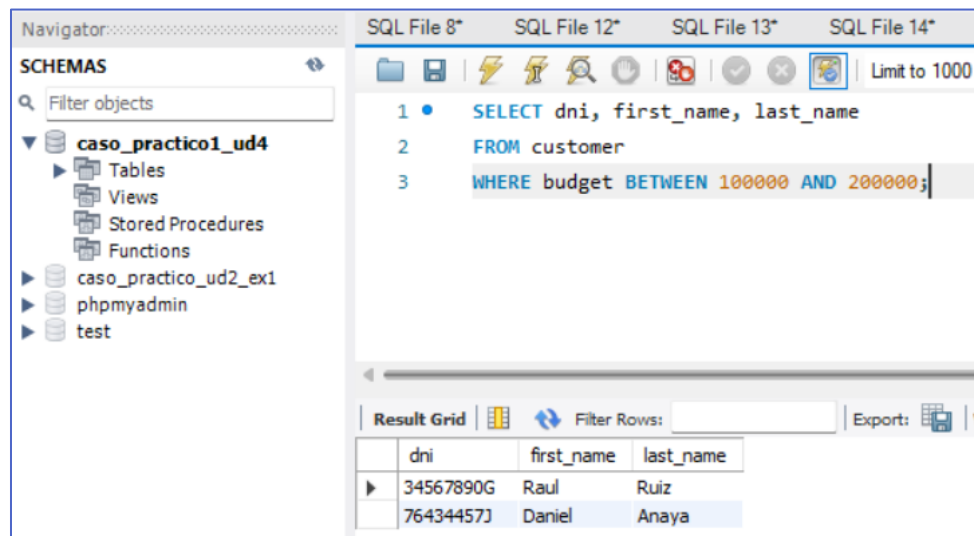 Navigator
SCHEMAS
Filter objects
caso_practico1_ud4
Tables
Views
Stored Procedures
Functions
caso_practico_ud2_ex1
phpmyadmin
test
SQL File 8* SQL File 12* SQL File 13* SQL File 14*
Limit to 1000
1 SELECT dni, first_name, last_name
2 FROM customer
3 WHERE budget BETWEEN 100000 AND 200000;
Result Grid Filter Rows: Export:
dni first_name last_name
34567890G Raul Ruiz
76434457J Daniel Anaya